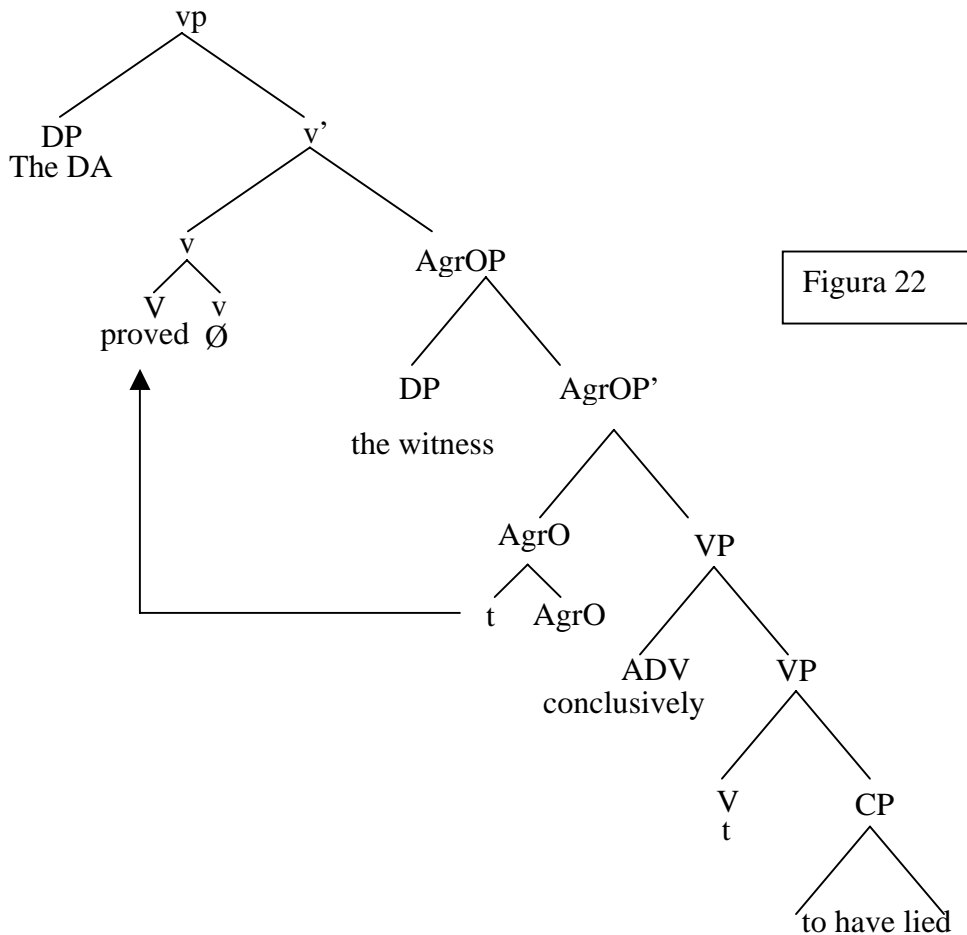 vp
DP
The DA
v’
v
AgrOP
Figura 22
V v
proved Ø
DP
AgrOP’
the witness
AgrO
VP
t AgrO
ADV
conclusively
VP
V
t
CP
to have lied